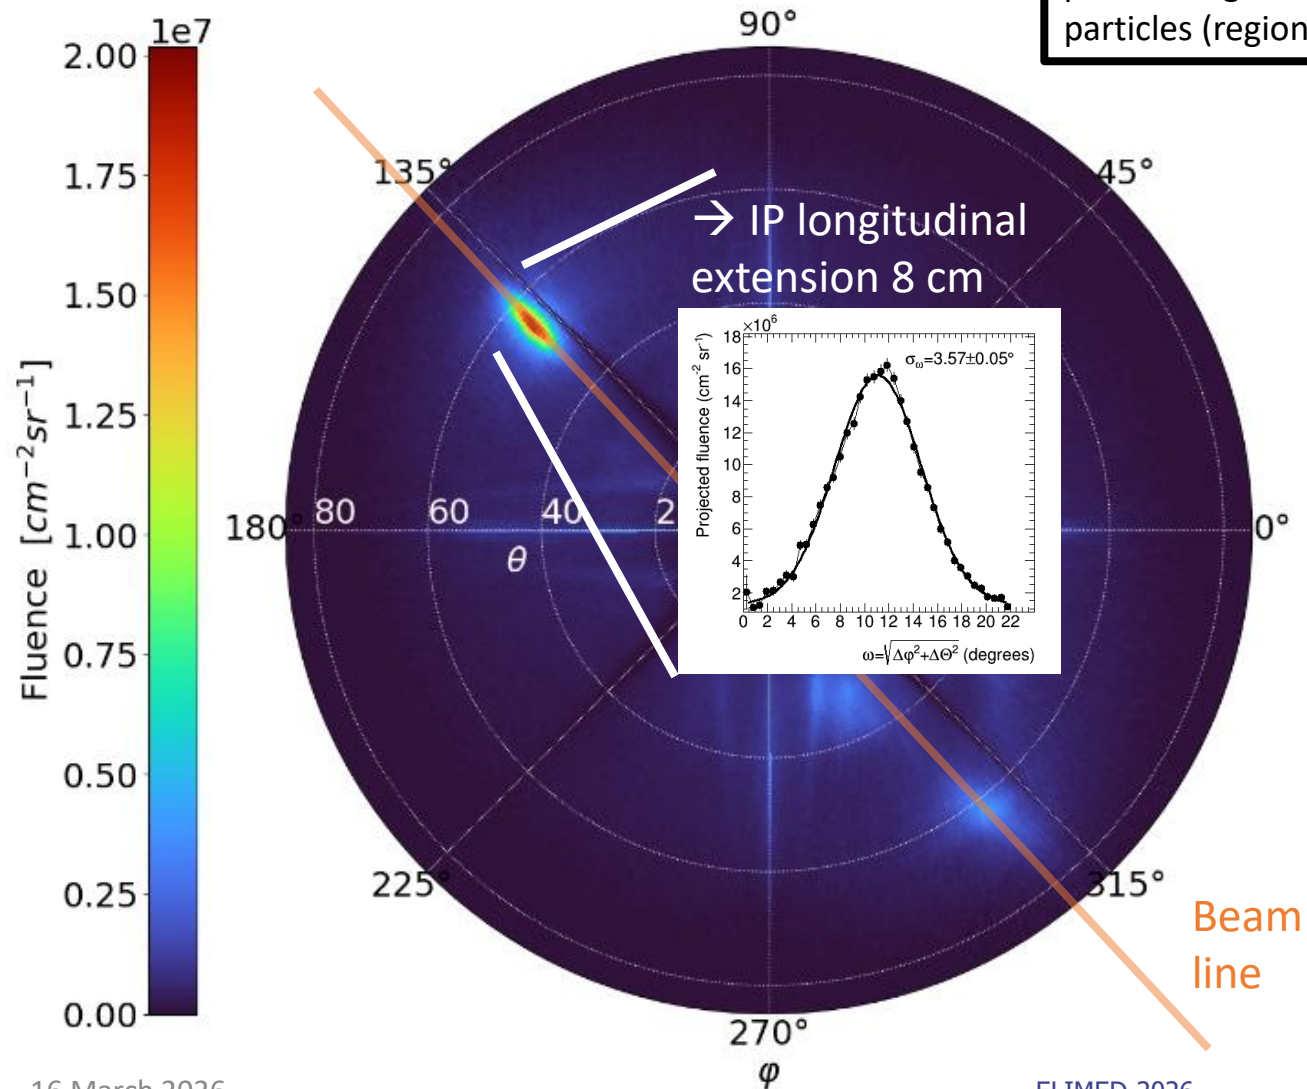 particles (region
1e7
2.00
1.75
1.50
1.25
1.00
0.75
0.50
0.25
0.00
Fluence [cm⁻²sr⁻¹]
90°
135°
45°
180°
0°
225°
315°
270°
φ
80
60
40
2
θ
→ IP longitudinal
extension 8 cm
×10⁶
18
16
14
12
10
8
6
4
2
σω=3.57±0.05°
Projected fluence (cm⁻² sr⁻¹)
0 2 4 6 8 10 12 14 16 18 20 22
ω=√Δφ²+ΔΘ² (degrees)
Beam
line
16 March 2026